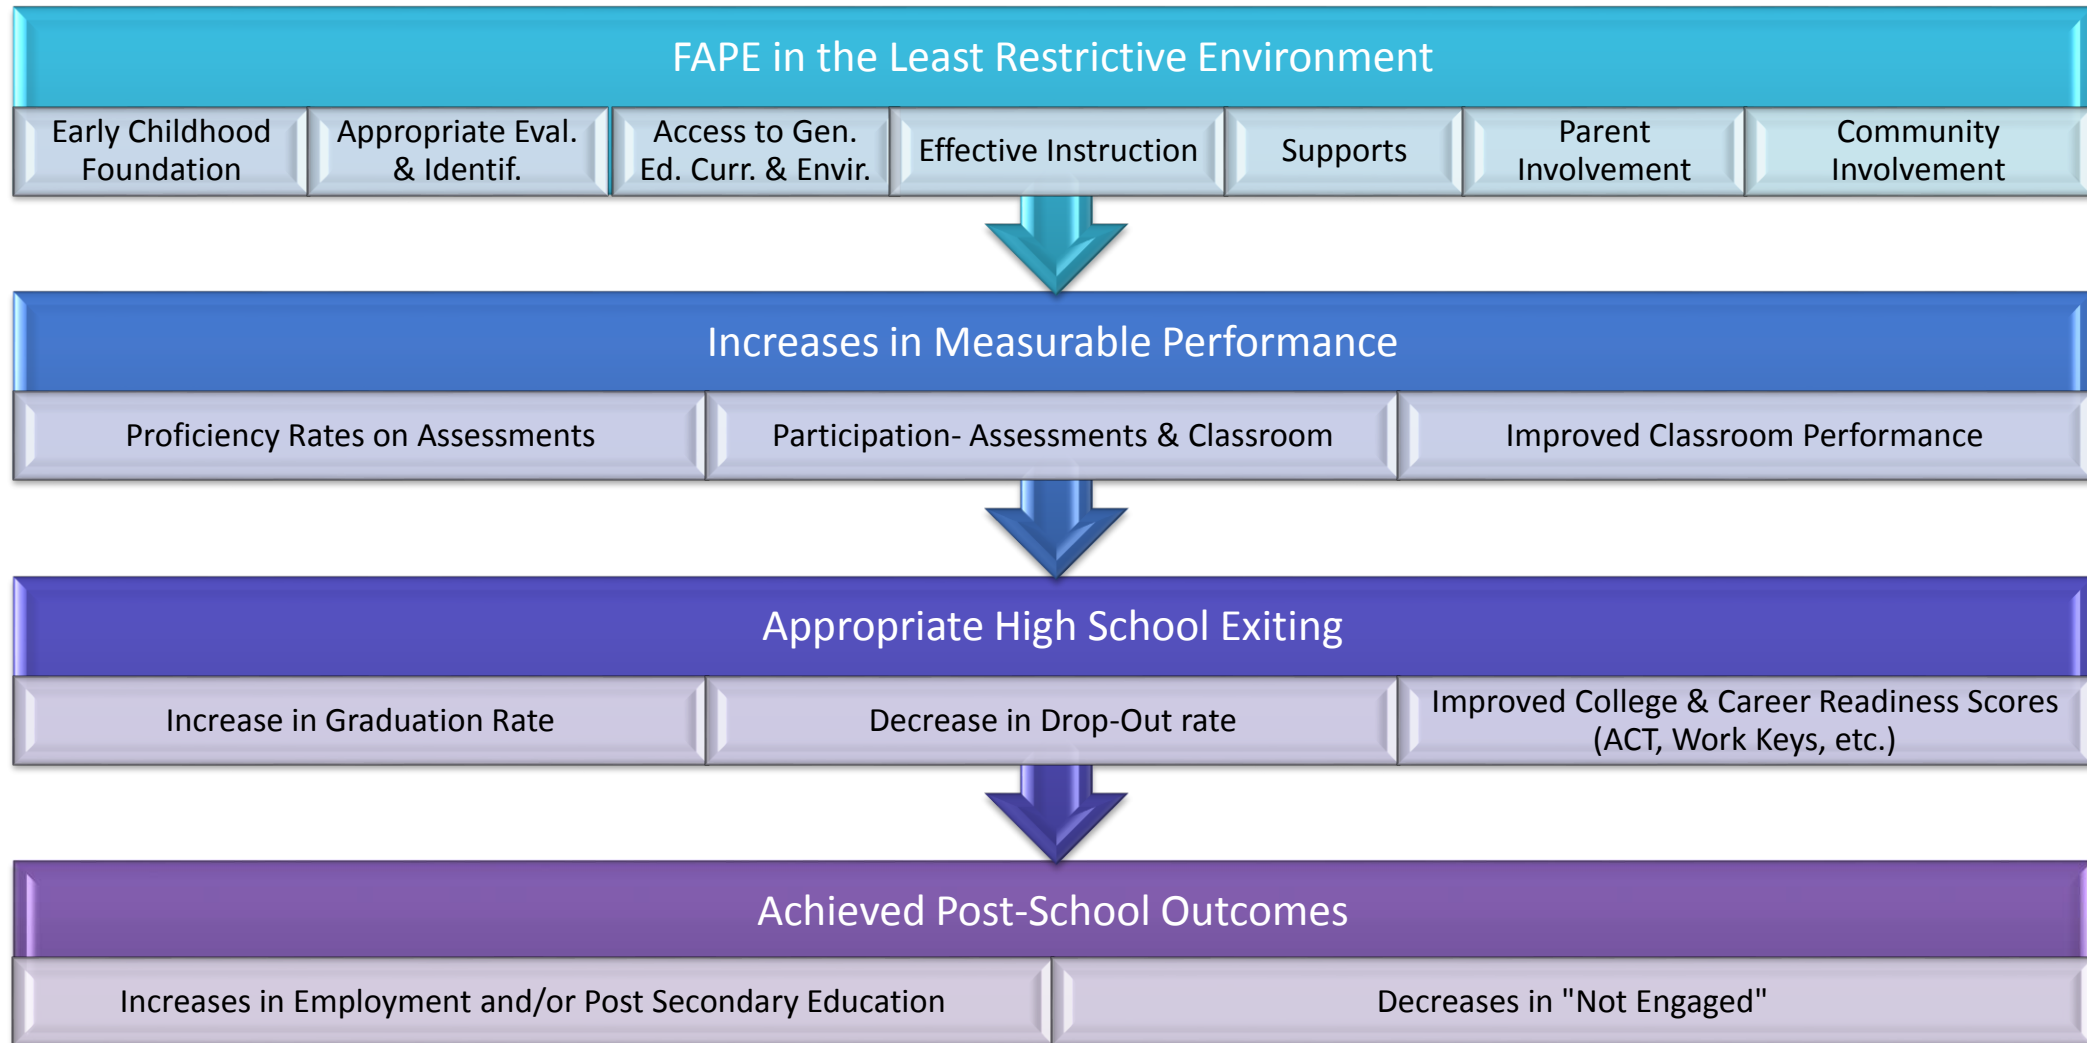 FAPE in the Least Restrictive Environment
Early Childhood
Foundation
Appropriate Eval.
& Identif.
Access to Gen.
Ed. Curr. & Envir.
Effective Instruction
Supports
Parent
Involvement
Community
Involvement
Increases in Measurable Performance
Proficiency Rates on Assessments
Participation- Assessments & Classroom
Improved Classroom Performance
Appropriate High School Exiting
Increase in Graduation Rate
Decrease in Drop-Out rate
Improved College & Career Readiness Scores
(ACT, Work Keys, etc.)
Achieved Post-School Outcomes
Increases in Employment and/or Post Secondary Education
Decreases in "Not Engaged"